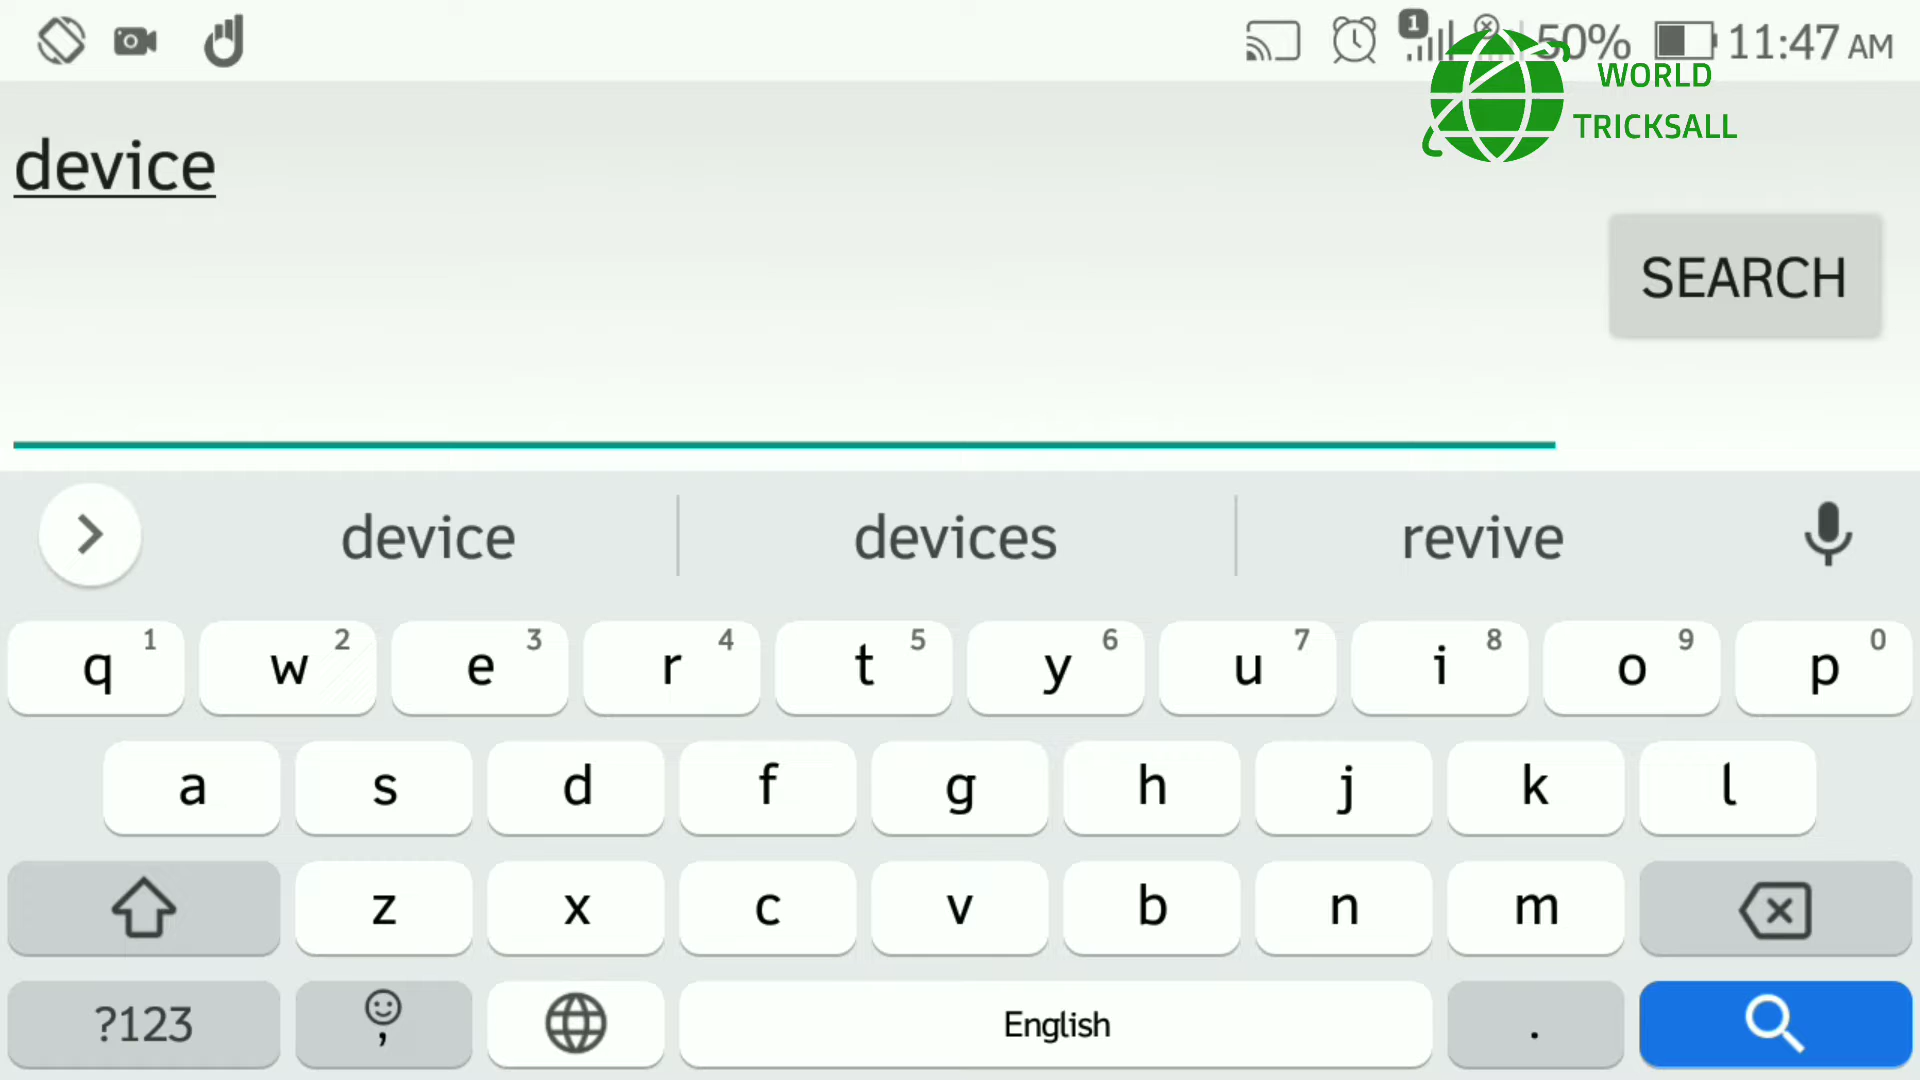 1 50% 11:47 AM
WORLD
TRICKSALL
device
SEARCH
device devices revive
q 1 w 2 e 3 r 4 t 5 y 6 u 7 i 8 o 9 p 0
a s d f g h j k l
z x c v b n m
?123 , English .